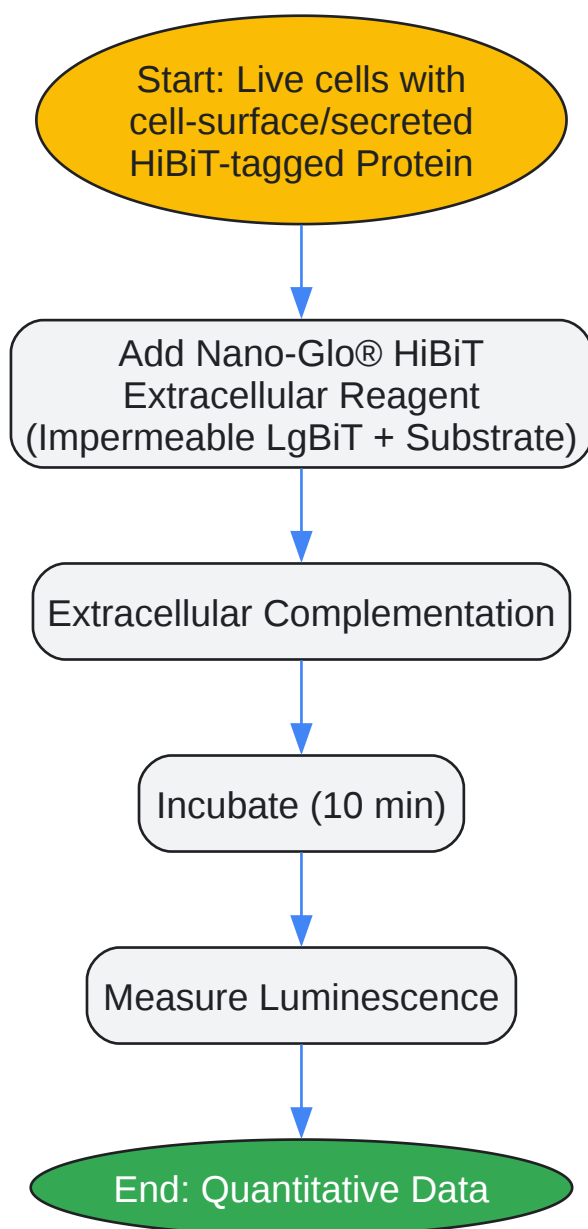 Start: Live cells with
cell-surface/secreted
HiBiT-tagged Protein
Add Nano-Glo® HiBiT
Extracellular Reagent
(Impermeable LgBiT + Substrate)
Extracellular Complementation
Incubate (10 min)
Measure Luminescence
End: Quantitative Data